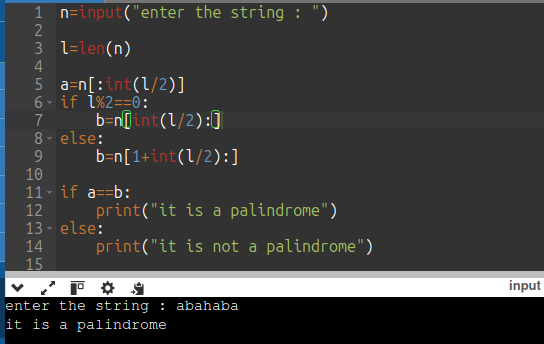 1 n=input("enter the string : ")
2
3 l=len(n)
4
5 a=n[:int(l/2)]
6 if l%2==0:
7     b=n[int(l/2):]
8 else:
9     b=n[1+int(l/2):]
10
11 if a==b:
12     print("it is a palindrome")
13 else:
14     print("it is not a palindrome")
15
input
enter the string : abahaba
it is a palindrome